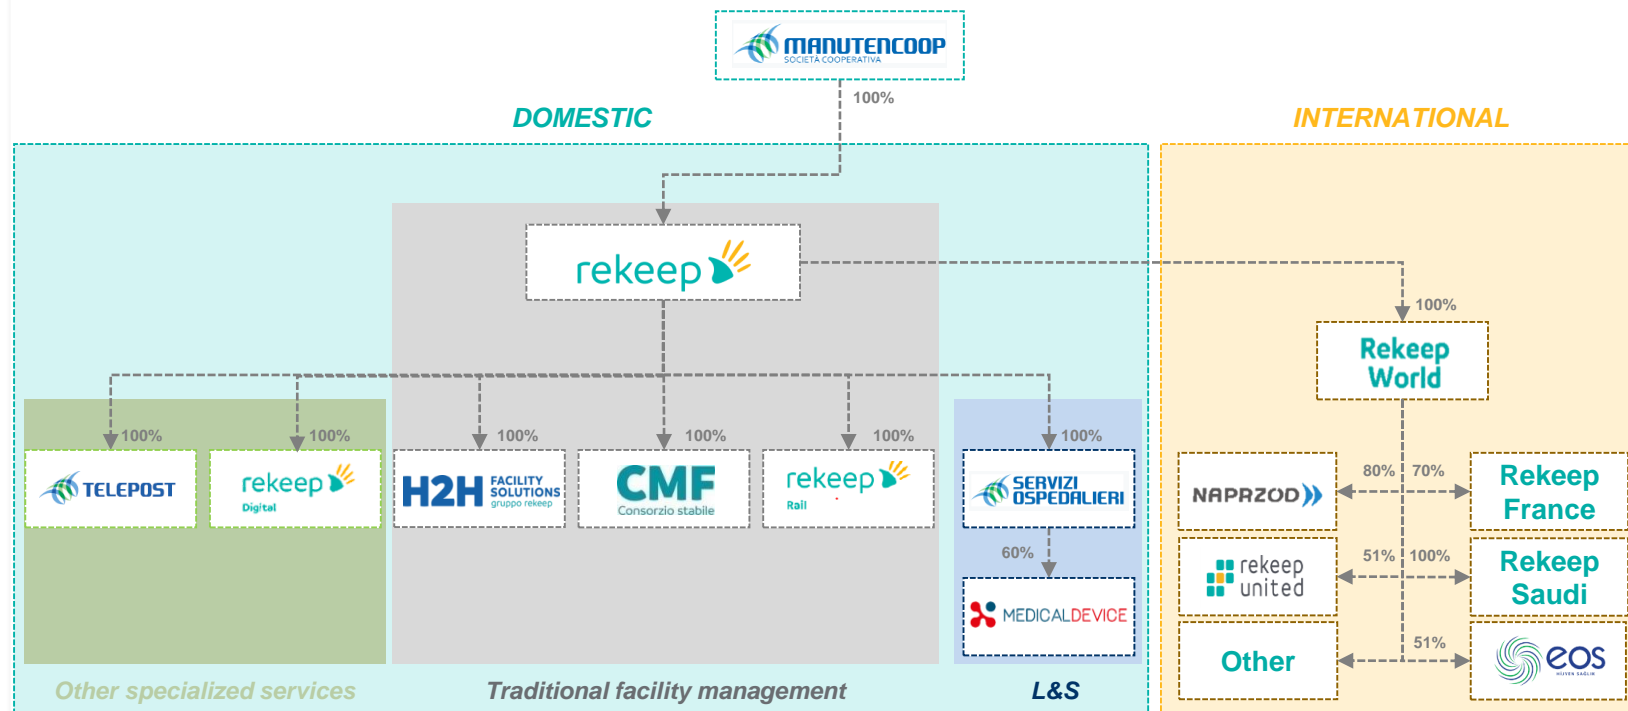 MANUTENCOOP
SOCIETÀ COOPERATIVA
100%
DOMESTIC
INTERNATIONAL
rekeep
100%
Rekeep
World
100%
100%
100%
100%
100%
100%
TELEPOST
rekeep
Digital
H2H FACILITY
SOLUTIONS
gruppo rekeep
CMF
Consorzio stabile
rekeep
Rail
SERVIZI
OSPEDALIERI
60%
MEDICALDEVICE
80%
70%
NAPRZOD
Rekeep
France
51%
100%
rekeep
united
Rekeep
Saudi
51%
Other
eos
HIJYEN SAĞLIK
Other specialized services
Traditional facility management
L&S